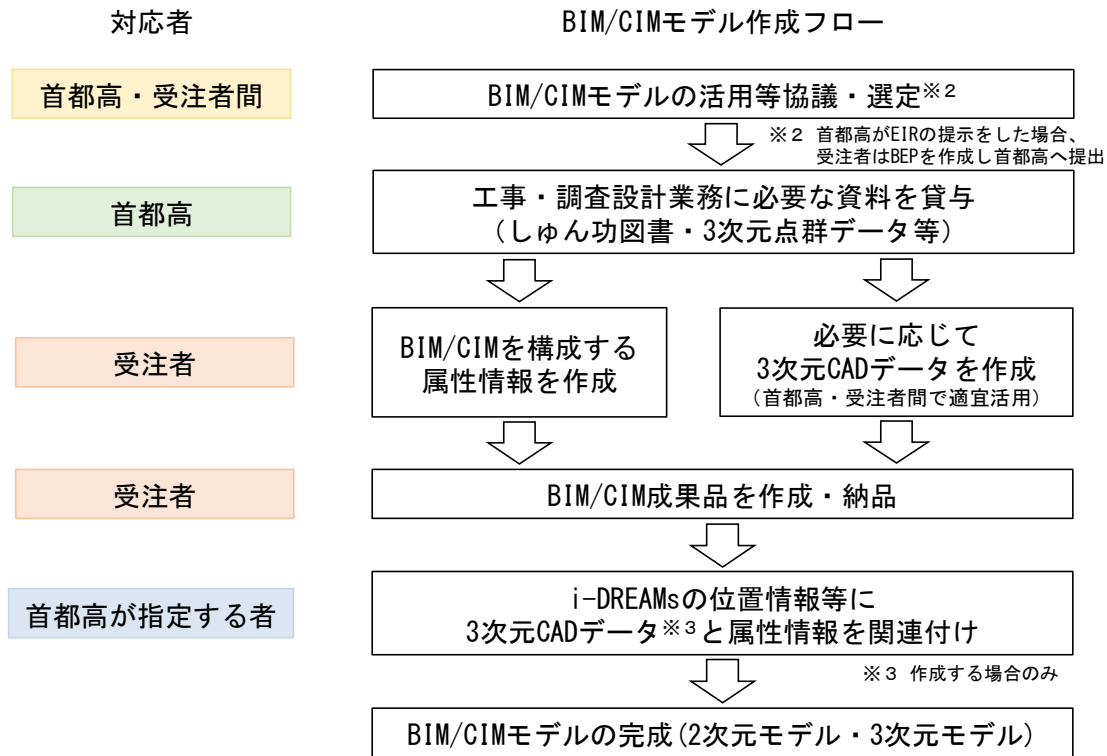 対応者
BIM/CIMモデル作成フロー
首都高・受注者間
BIM/CIMモデルの活用等協議・選定※2
※2 首都高がEIRの提示をした場合、
受注者はBEPを作成し首都高へ提出
首都高
工事・調査設計業務に必要な資料を貸与
(しゅん功図書・3次元点群データ等)
受注者
BIM/CIMを構成する
属性情報を作成
必要に応じて
3次元CADデータを作成
(首都高・受注者間で適宜活用)
受注者
BIM/CIM成果品を作成・納品
首都高が指定する者
i-DREAMsの位置情報等に
3次元CADデータ※3と属性情報を関連付け
※3 作成する場合のみ
BIM/CIMモデルの完成(2次元モデル・3次元モデル)